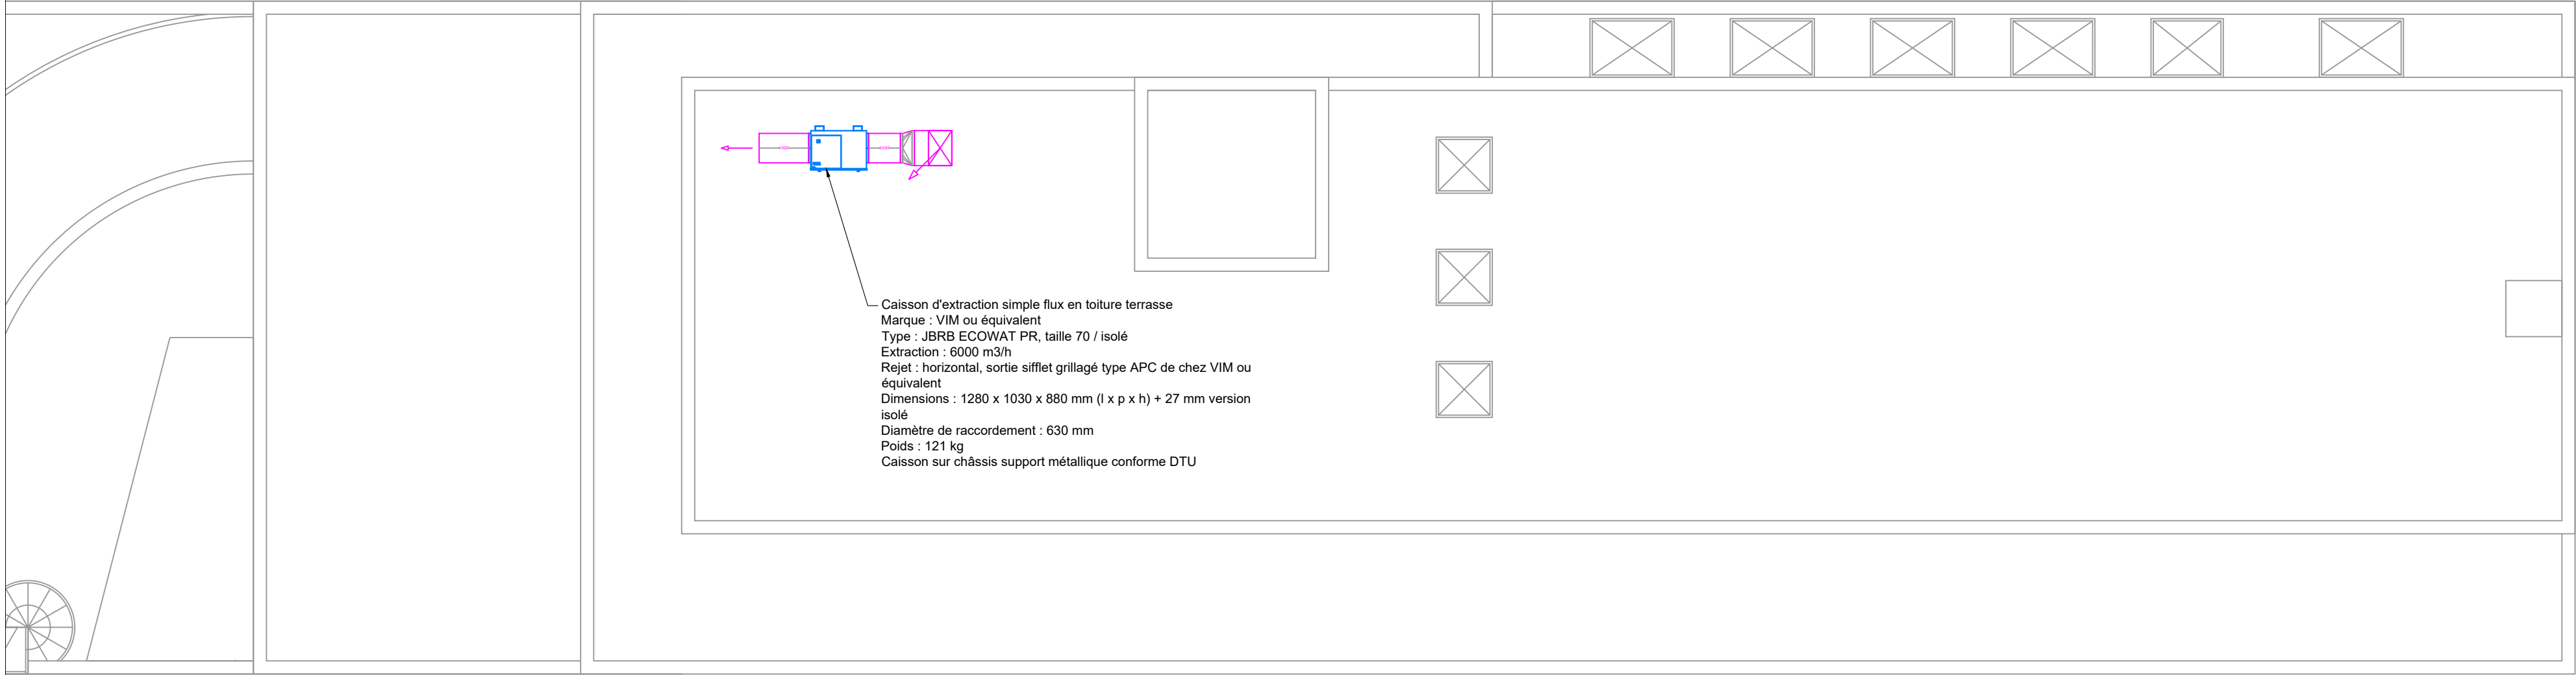 Caisson d'extraction simple flux en toiture terrasse
Marque : VIM ou équivalent
Type : JBRB ECOWAT PR, taille 70 / isolé
Extraction : 6000 m3/h
Rejet : horizontal, sortie sifflet grillagé type APC de chez VIM ou
équivalent
Dimensions : 1280 x 1030 x 880 mm (l x p x h) + 27 mm version
isolé
Diamètre de raccordement : 630 mm
Poids : 121 kg
Caisson sur châssis support métallique conforme DTU